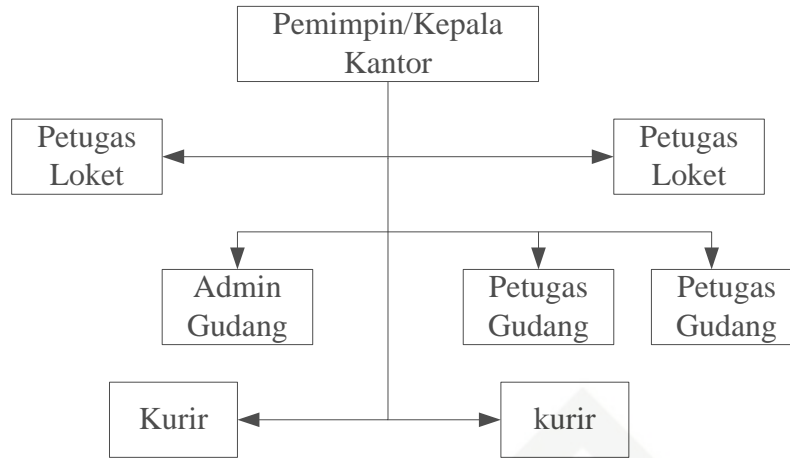 Pemimpin/Kepala
Kantor
Petugas
Loket
Petugas
Loket
Admin
Gudang
Petugas
Gudang
Petugas
Gudang
Kurir
kurir